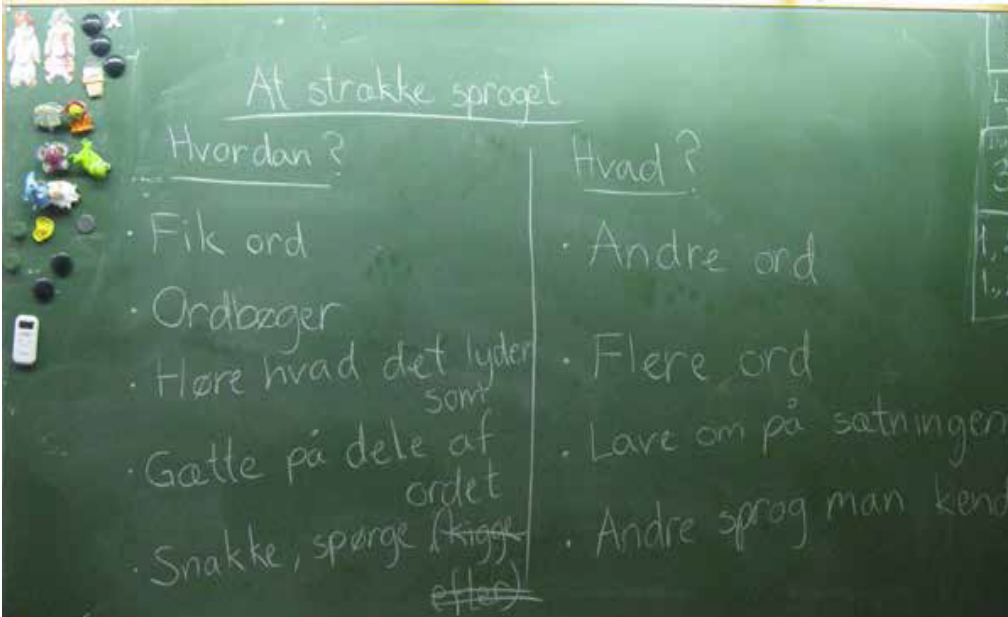 At strække sproget
Hvordan?
· Fik ord
· Ordbøger
· Høre hvad det lyder
som
· Gætte på dele af
ordet
· Snakke, spørge (kigge
efter)
Hvad?
· Andre ord
· Flere ord
· Lave om på sætningen
· Andre sprog man kend